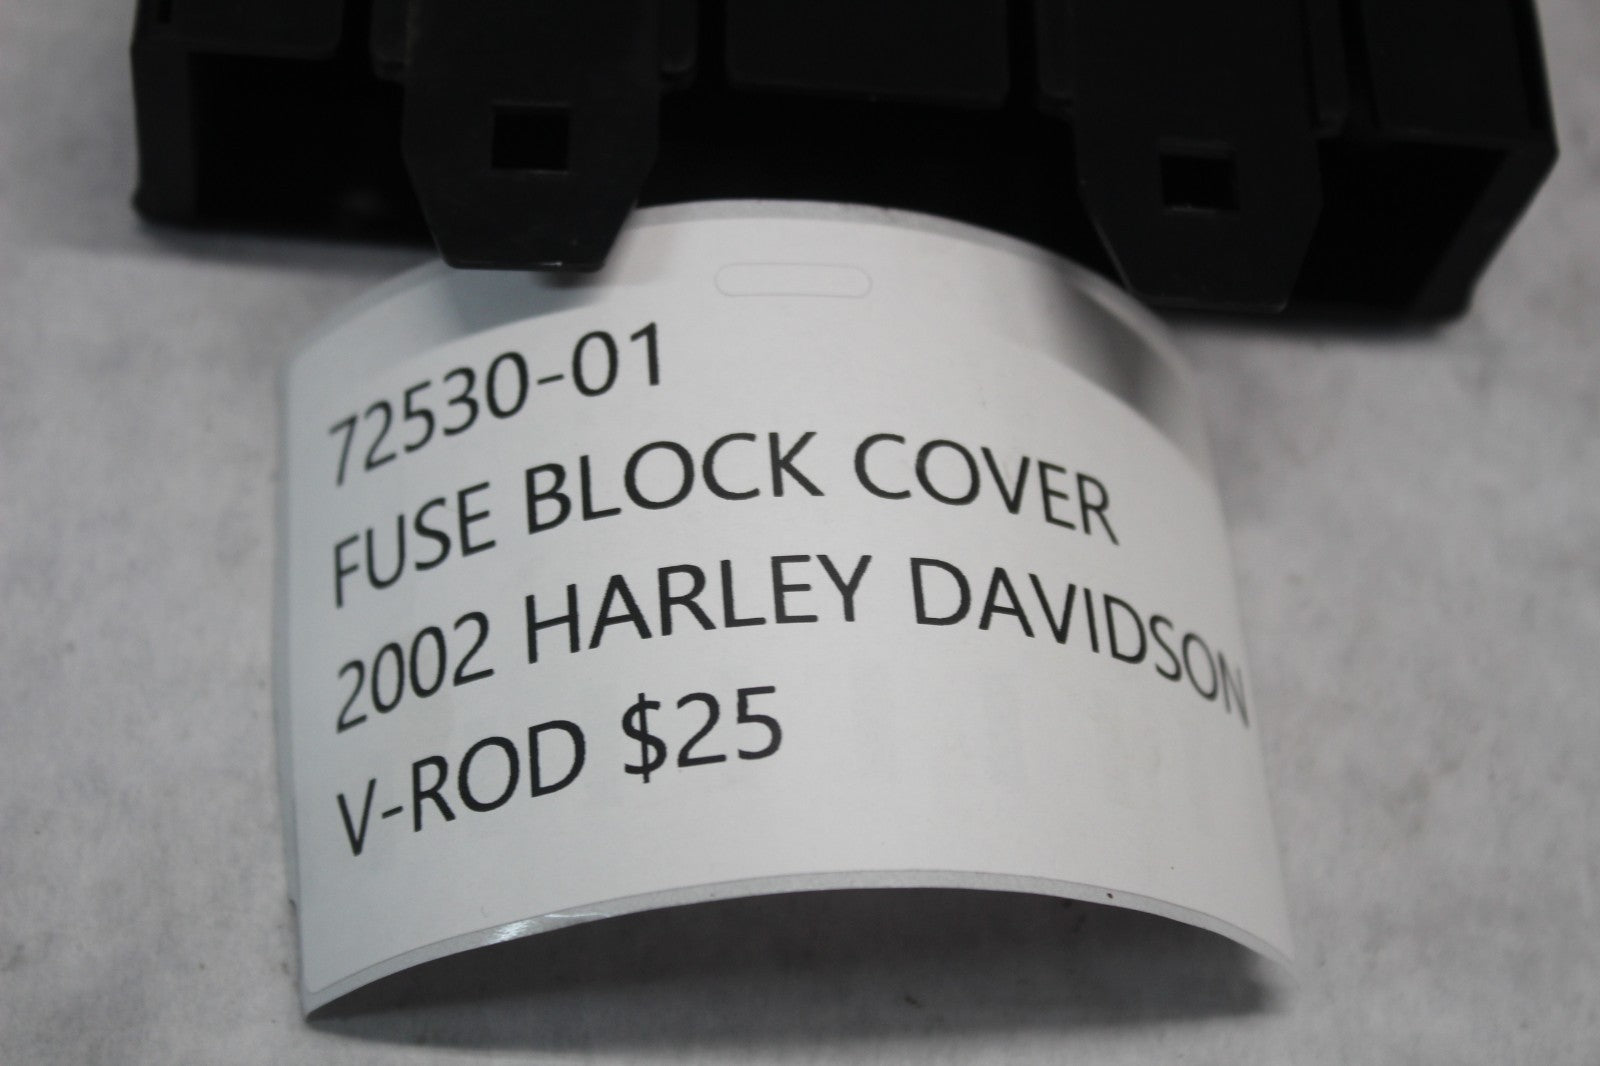 72530-01
FUSE BLOCK COVER
2002 HARLEY DAVIDSON
V-ROD $25